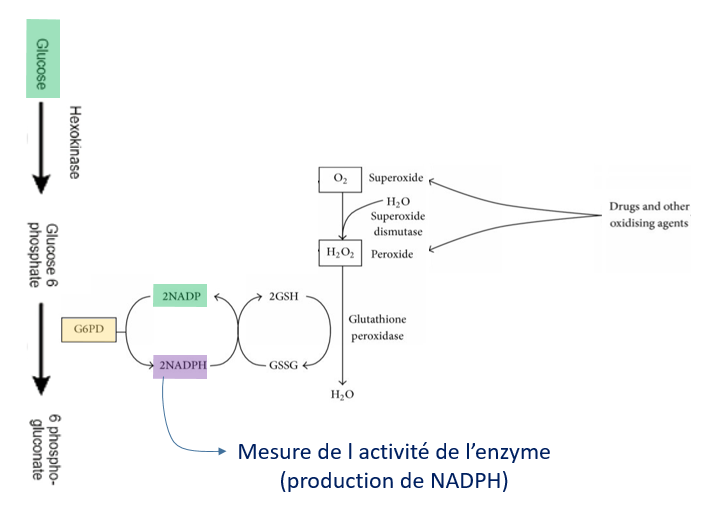 Glucose
Hexokinase
Glucose 6
phosphate
6 phospho-
gluconate
G6PD
2NADP
2NADPH
2GSH
GSSG
O₂
Superoxide
H₂O
Superoxide
dismutase
H₂O₂
Peroxide
Glutathione
peroxidase
H₂O
Drugs and other
oxidising agents
Mesure de l activité de l’enzyme
(production de NADPH)